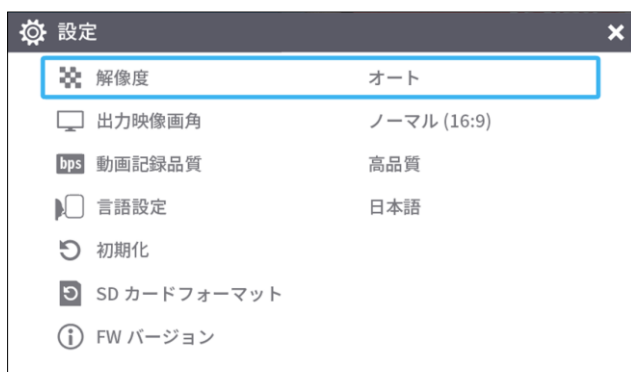 設定
解像度 オート
出力映像画角 ノーマル (16:9)
bps 動画記録品質 高品質
言語設定 日本語
初期化
SD カードフォーマット
FW バージョン